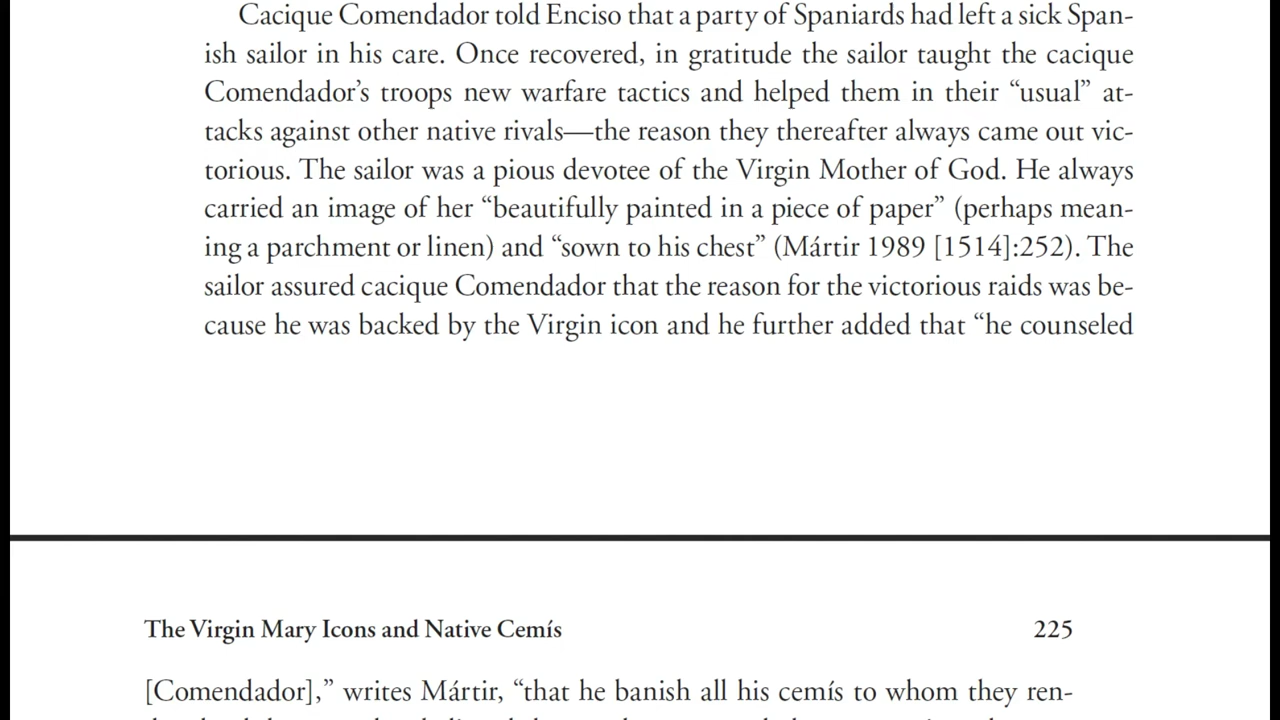 Cacique Comendador told Enciso that a party of Spaniards had left a sick Span-
ish sailor in his care. Once recovered, in gratitude the sailor taught the cacique
Comendador’s troops new warfare tactics and helped them in their “usual” at-
tacks against other native rivals—the reason they thereafter always came out vic-
torious. The sailor was a pious devotee of the Virgin Mother of God. He always
carried an image of her “beautifully painted in a piece of paper” (perhaps mean-
ing a parchment or linen) and “sown to his chest” (Mártir 1989 [1514]:252). The
sailor assured cacique Comendador that the reason for the victorious raids was be-
cause he was backed by the Virgin icon and he further added that “he counseled
The Virgin Mary Icons and Native Cemís 225
[Comendador],” writes Mártir, “that he banish all his cemís to whom they ren-